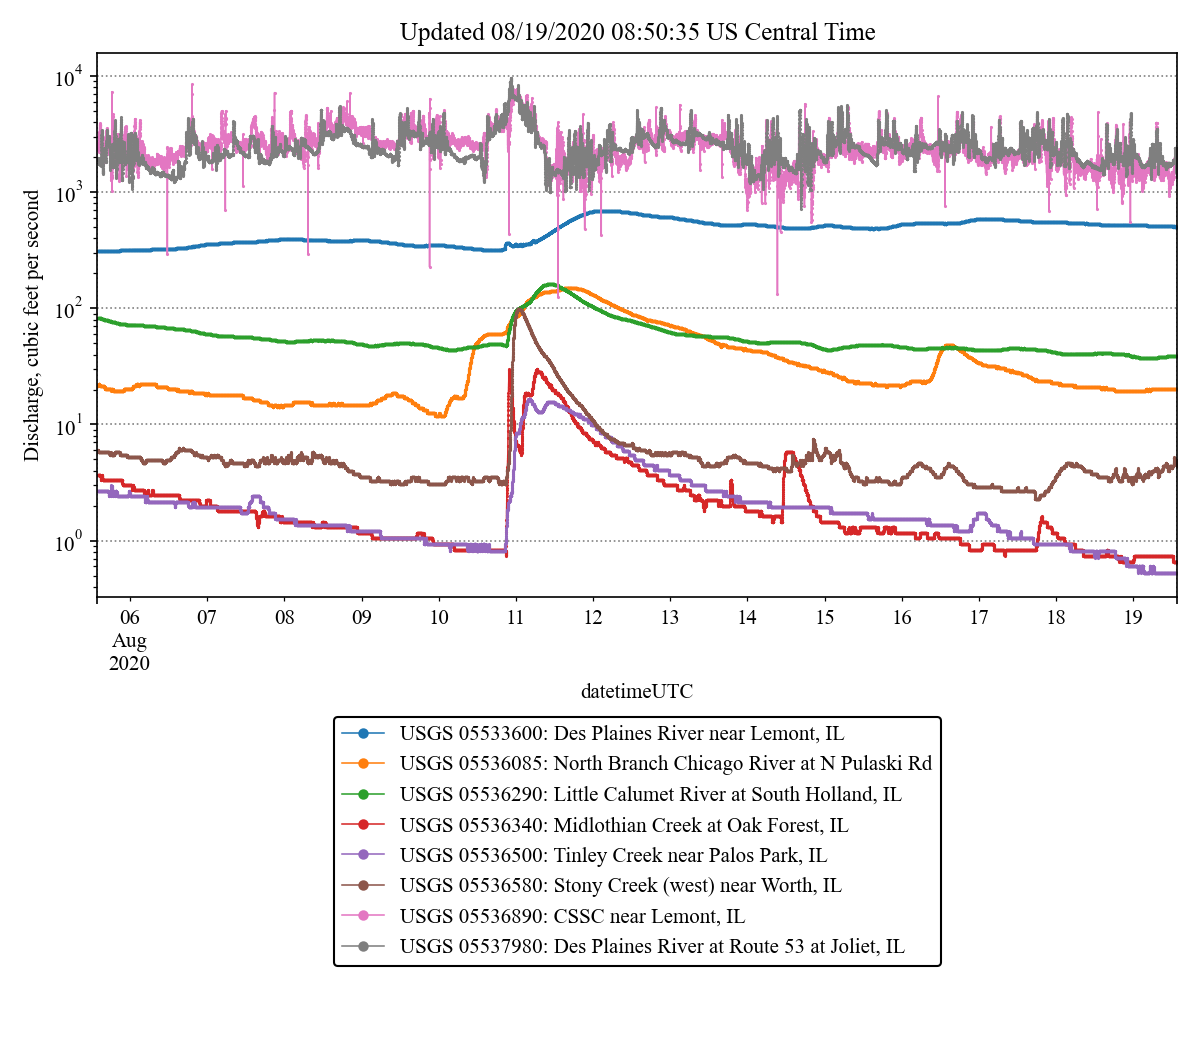 Updated 08/19/2020 08:50:35 US Central Time
Discharge, cubic feet per second
10^4
10^3
10^2
10^1
10^0
06 07 08 09 10 11 12 13 14 15 16 17 18 19
Aug
2020
datetimeUTC
USGS 05533600: Des Plaines River near Lemont, IL
USGS 05536085: North Branch Chicago River at N Pulaski Rd
USGS 05536290: Little Calumet River at South Holland, IL
USGS 05536340: Midlothian Creek at Oak Forest, IL
USGS 05536500: Tinley Creek near Palos Park, IL
USGS 05536580: Stony Creek (west) near Worth, IL
USGS 05536890: CSSC near Lemont, IL
USGS 05537980: Des Plaines River at Route 53 at Joliet, IL